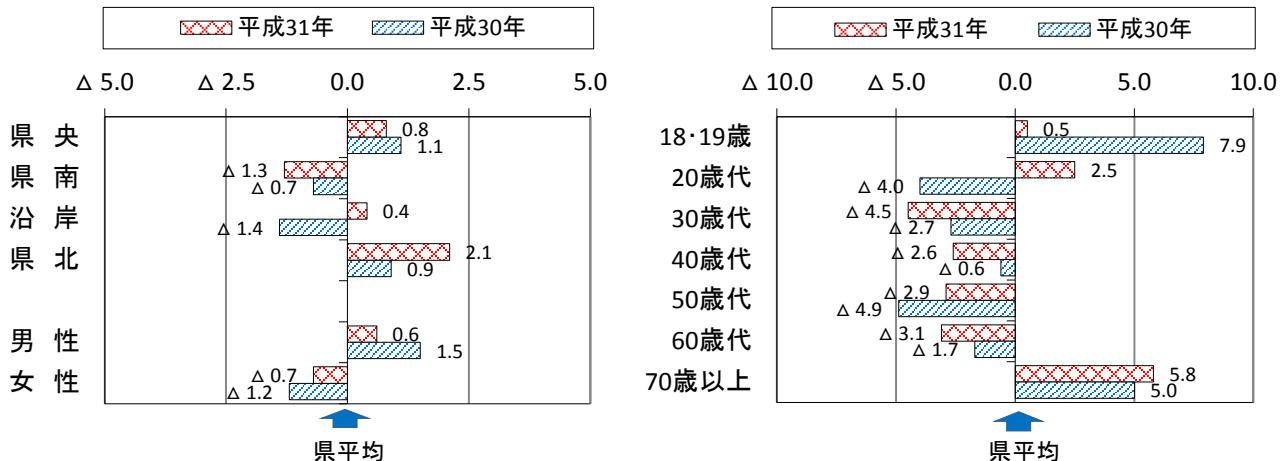 平成31年 平成30年
△ 5.0 △ 2.5 0.0 2.5 5.0
県 央 0.8
1.1
県 南 △ 1.3
△ 0.7
沿 岸 0.4
△ 1.4
県 北 2.1
0.9
男 性 0.6
1.5
女 性 △ 0.7
△ 1.2
県平均
平成31年 平成30年
△ 10.0 △ 5.0 0.0 5.0 10.0
18・19歳 0.5
7.9
20歳代 2.5
△ 4.0
30歳代 △ 4.5
△ 2.7
40歳代 △ 2.6
△ 0.6
50歳代 △ 2.9
△ 4.9
60歳代 △ 3.1
△ 1.7
70歳以上 5.8
5.0
県平均